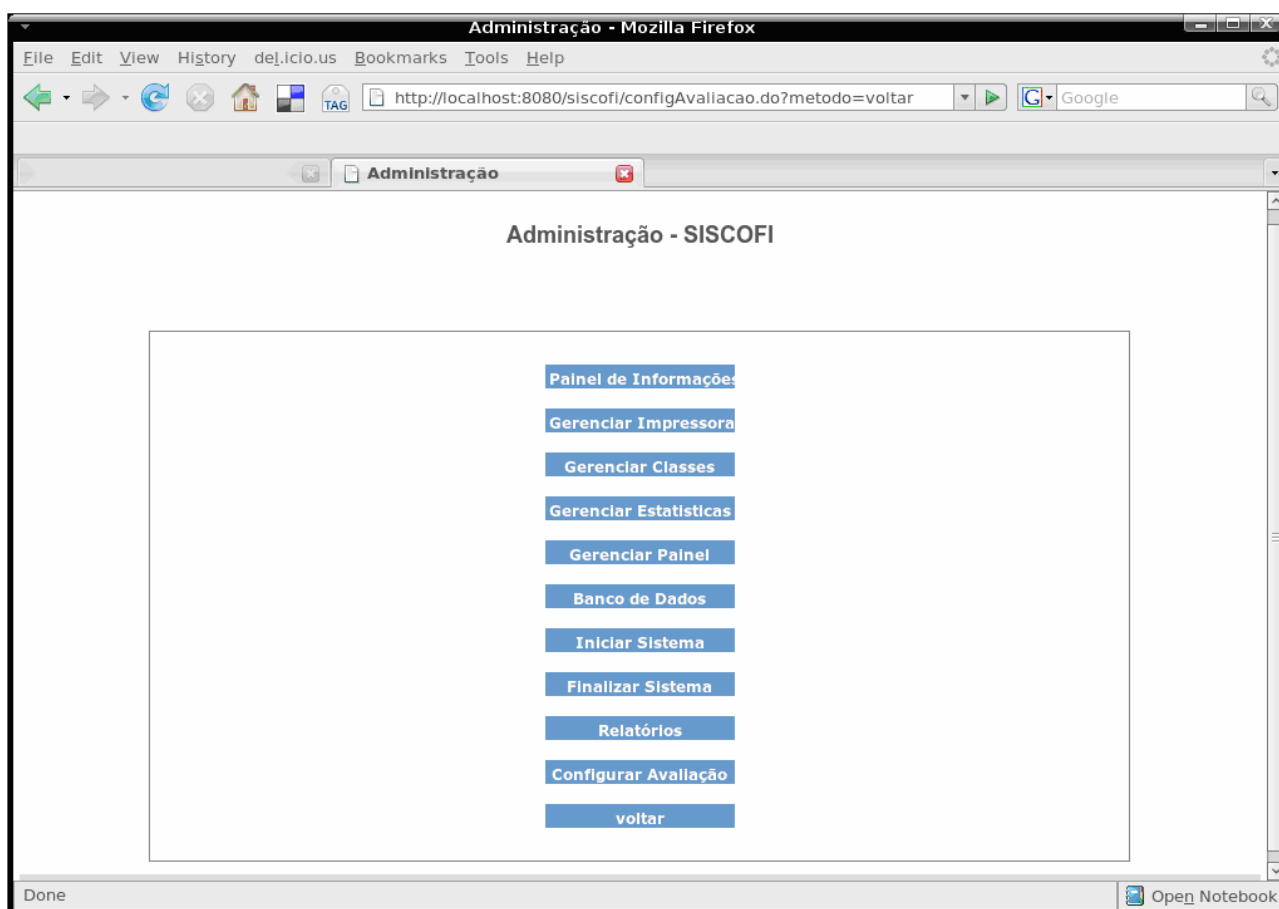 Administração - Mozilla Firefox
File Edit View History del.icio.us Bookmarks Tools Help
TAG http://localhost:8080/siscofi/configAvaliacao.do?metodo=voltar G Google
Administração
Administração - SISCOFI
Painel de Informações
Gerenciar Impressora
Gerenciar Classes
Gerenciar Estatisticas
Gerenciar Painel
Banco de Dados
Iniciar Sistema
Finalizar Sistema
Relatórios
Configurar Avaliação
voltar
Done Open Notebook